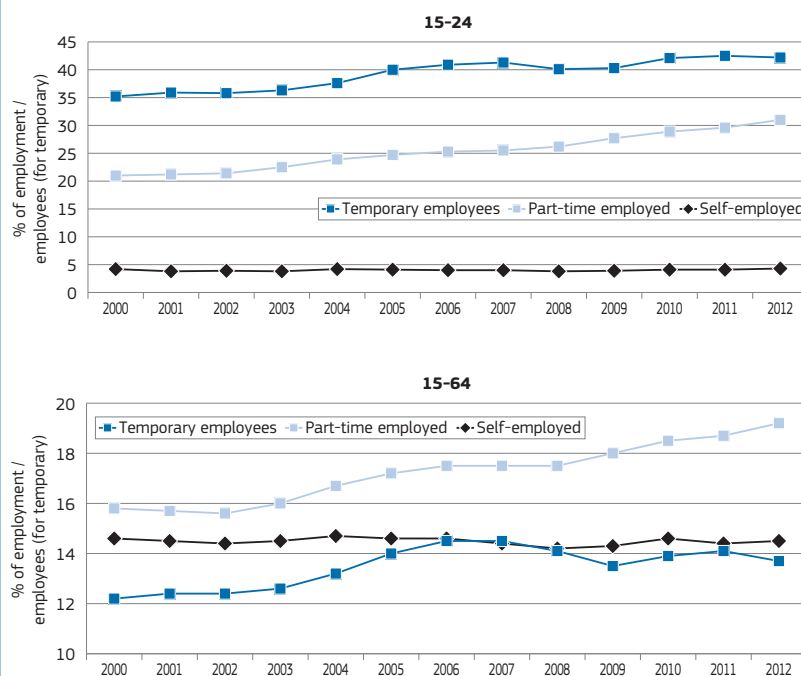 15-24
% of employment /
employees (for temporary)
45
40
35
30
25
20
15
10
5
0
Temporary employees Part-time employed Self-employed
2000 2001 2002 2003 2004 2005 2006 2007 2008 2009 2010 2011 2012
15-64
% of employment /
employees (for temporary)
20
18
16
14
12
10
Temporary employees Part-time employed Self-employed
2000 2001 2002 2003 2004 2005 2006 2007 2008 2009 2010 2011 2012